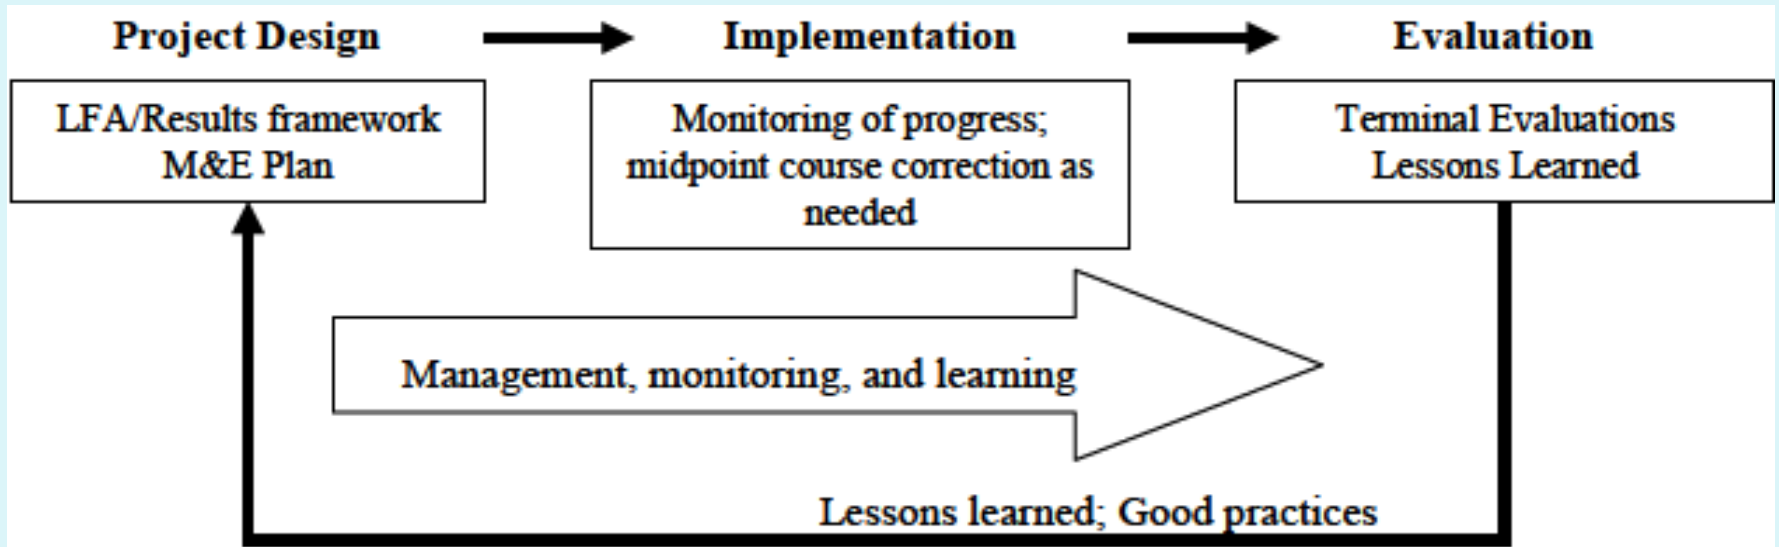 Project Design
Implementation
Evaluation
LFA/Results framework
M&E Plan
Monitoring of progress;
midpoint course correction as
needed
Terminal Evaluations
Lessons Learned
Management, monitoring, and learning
Lessons learned; Good practices